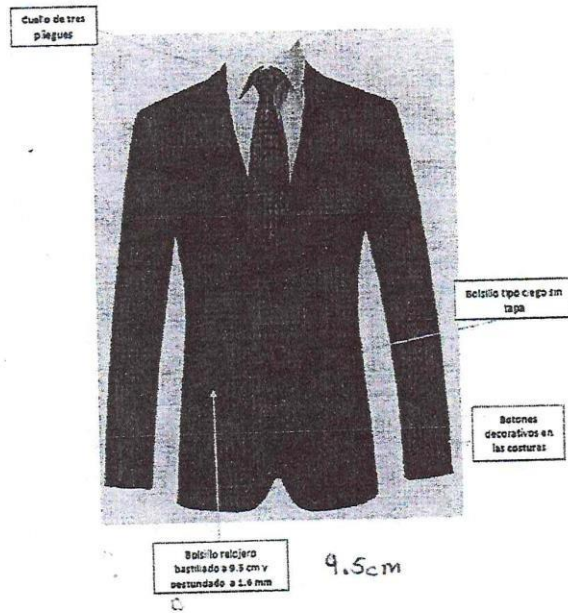 Cuello de tres
pliegues
Bolsillo tipo ciego sin
tapa
Botones
decorativos en
las costuras
Bolsillo relojero
bastillado a 9.5 cm y
pestundado a 1.6 mm
9.5cm